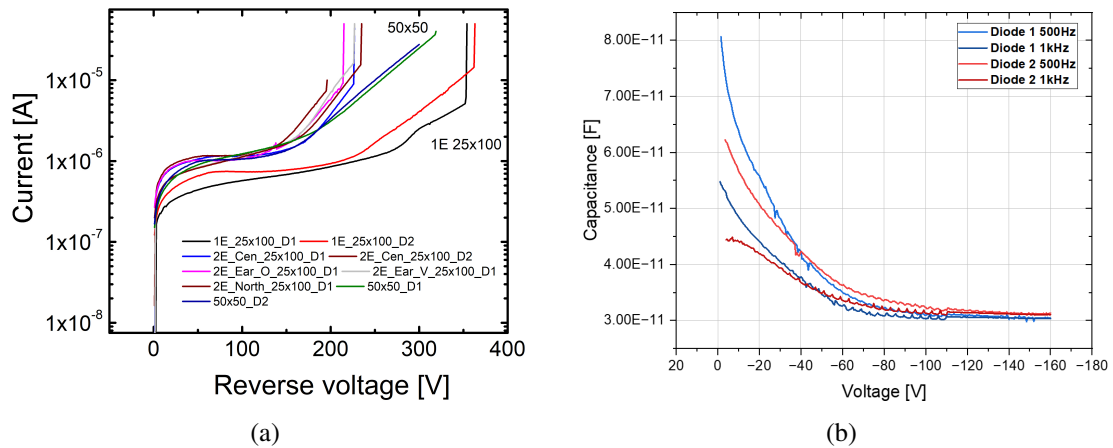 50x50
1E 25x100
Current [A]
1x10⁻⁵
1x10⁻⁶
1x10⁻⁷
1x10⁻⁸
1E_25x100_D1 1E_25x100_D2
2E_Cen_25x100_D1 2E_Cen_25x100_D2
2E_Ear_O_25x100_D1 2E_Ear_V_25x100_D1
2E_North_25x100_D1 50x50_D1
50x50_D2
0 100 200 300 400
Reverse voltage [V]
(a)
Diode 1 500Hz
Diode 1 1kHz
Diode 2 500Hz
Diode 2 1kHz
Capacitance [F]
8.00E−11
7.00E−11
6.00E−11
5.00E−11
4.00E−11
3.00E−11
20 0 −20 −40 −60 −80 −100 −120 −140 −160 −180
Voltage [V]
(b)